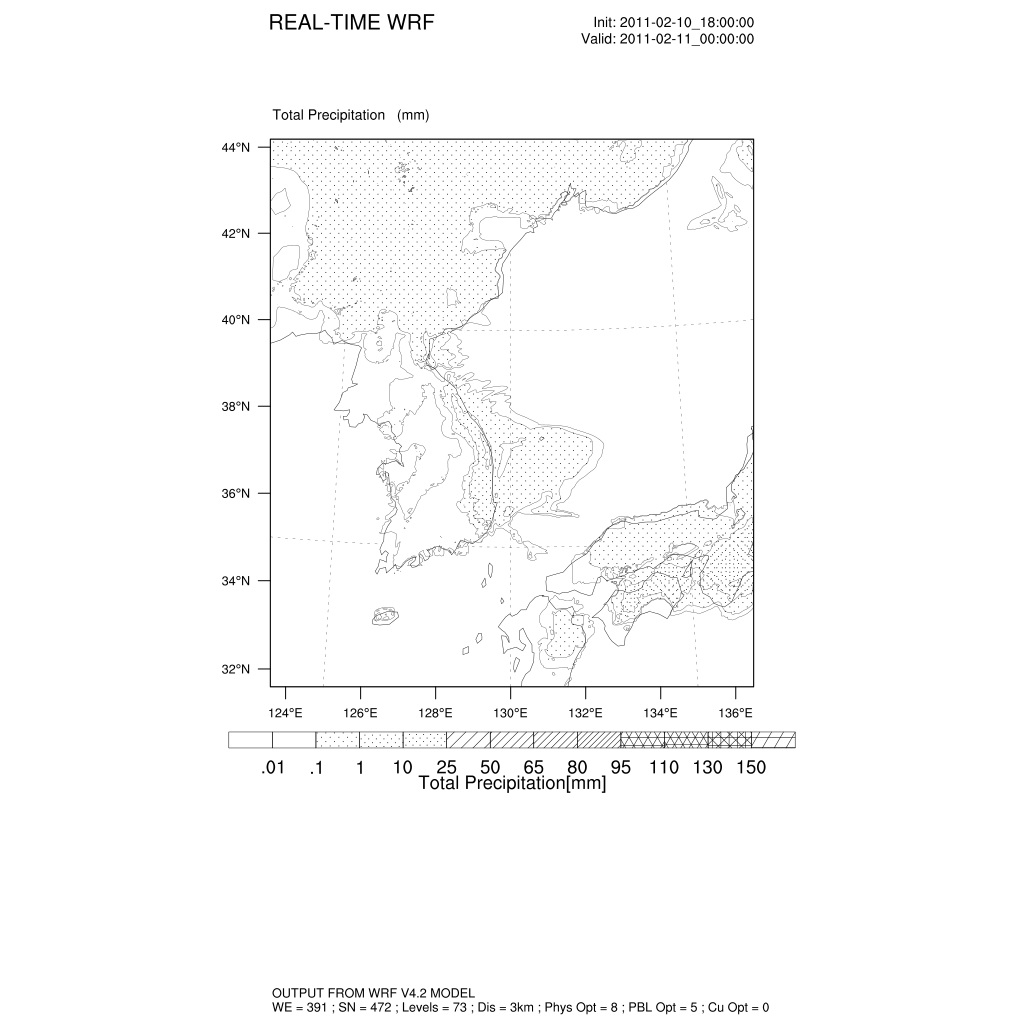 REAL-TIME WRF
Init: 2011-02-10_18:00:00
Valid: 2011-02-11_00:00:00
Total Precipitation (mm)
44°N
42°N
40°N
38°N
36°N
34°N
32°N
124°E 126°E 128°E 130°E 132°E 134°E 136°E
.01 .1 1 10 25 50 65 80 95 110 130 150
Total Precipitation[mm]
OUTPUT FROM WRF V4.2 MODEL
WE = 391 ; SN = 472 ; Levels = 73 ; Dis = 3km ; Phys Opt = 8 ; PBL Opt = 5 ; Cu Opt = 0